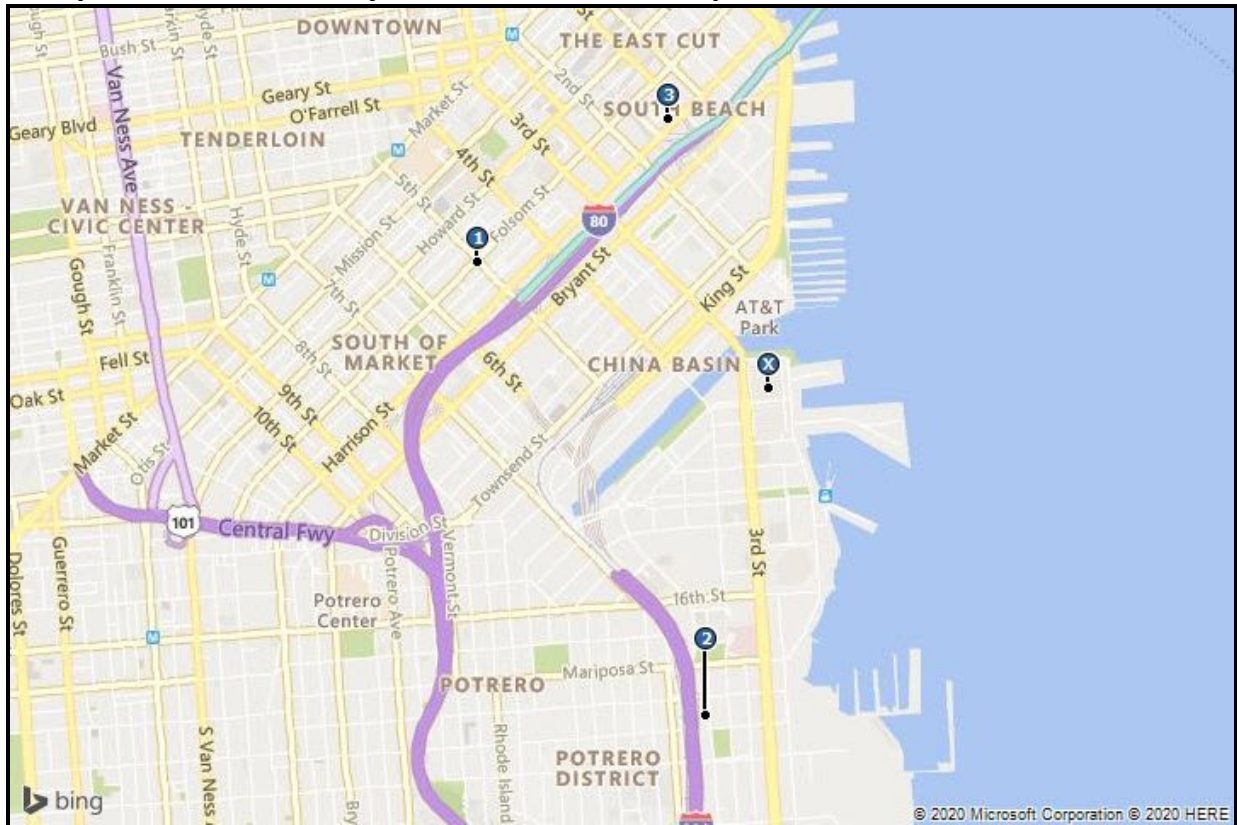 DOWNTOWN
THE EAST CUT
Bush St
Hyde St
2nd St
Geary St
O'Farrell St
Market St
3
SOUTH BEACH
Geary Blvd
Van Ness Ave
TENDERLOIN
3rd St
4th St
5th St
VAN NESS -
CIVIC CENTER
Hyde St
Mission St
Howard St
Folsom St
80
1
Gough St
Franklin St
7th St
Bryant St
King St
AT&T
Park
SOUTH OF
MARKET
8th St
6th St
CHINA BASIN
X
Fell St
Oak St
9th St
10th St
Harrison St
Market St
Otis St
Townsend St
101
Central Fwy
Division St
3rd St
Dolores St
Guerrero St
Potrero Ave
Vermont St
Potrero
Center
16th St
2
Mariposa St
POTRERO
S Van Ness
Rhode Island
POTRERO
DISTRICT
bing
© 2020 Microsoft Corporation © 2020 HERE